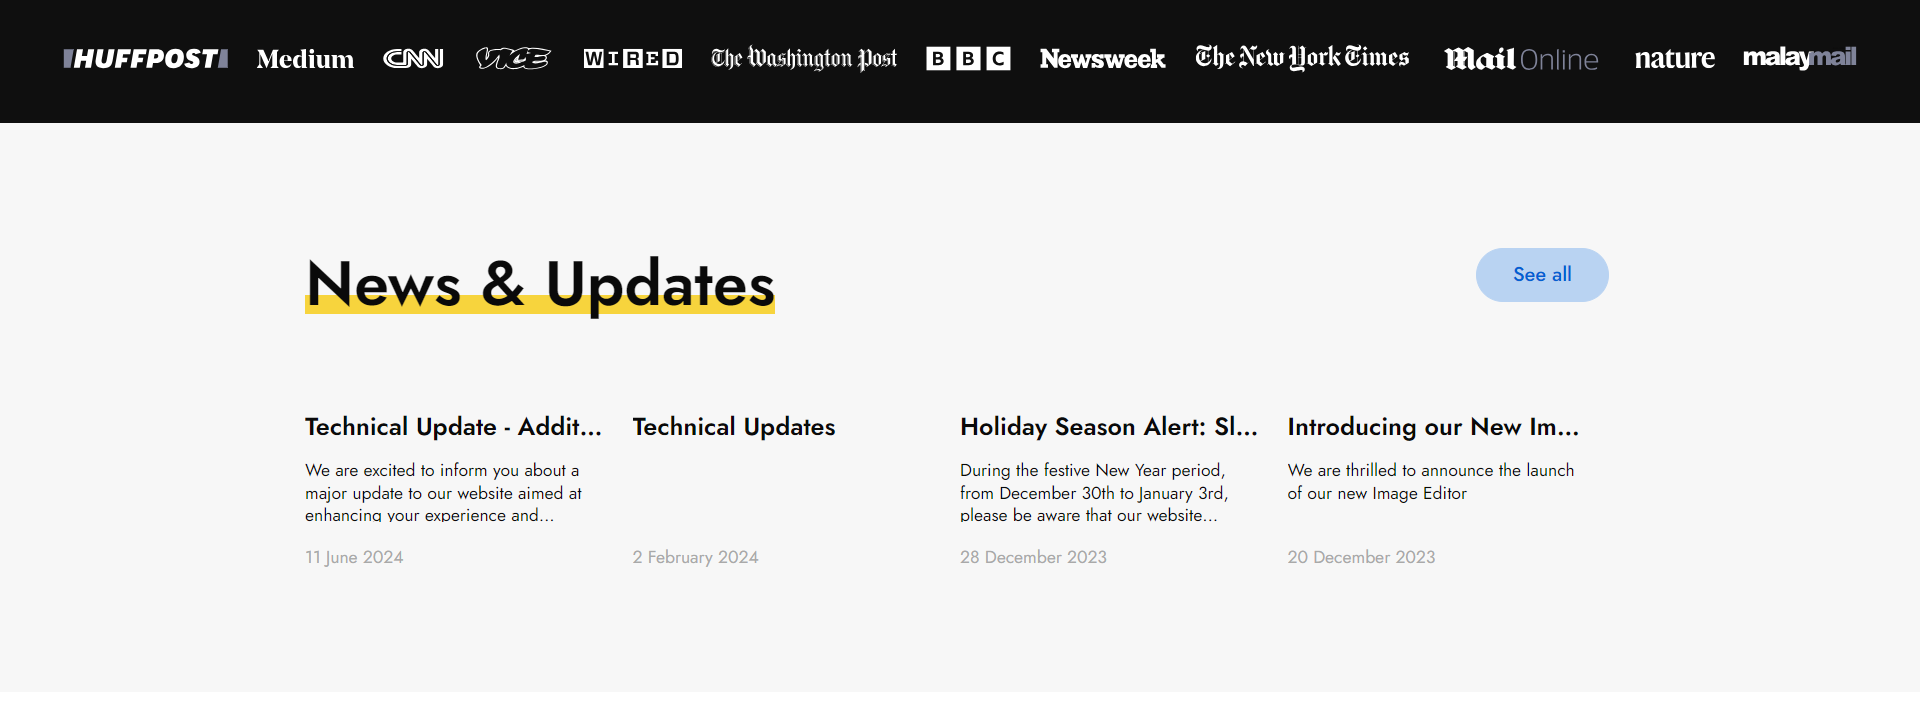 HUFFPOST Medium CNN VICE WIRED The Washington Post BBC Newsweek The New York Times Mail Online nature malaymail
News & Updates
See all
Technical Update - Addit...
We are excited to inform you about a
major update to our website aimed at
enhancing your experience and...
11 June 2024
Technical Updates
2 February 2024
Holiday Season Alert: Sl...
During the festive New Year period,
from December 30th to January 3rd,
please be aware that our website...
28 December 2023
Introducing our New Im...
We are thrilled to announce the launch
of our new Image Editor
20 December 2023